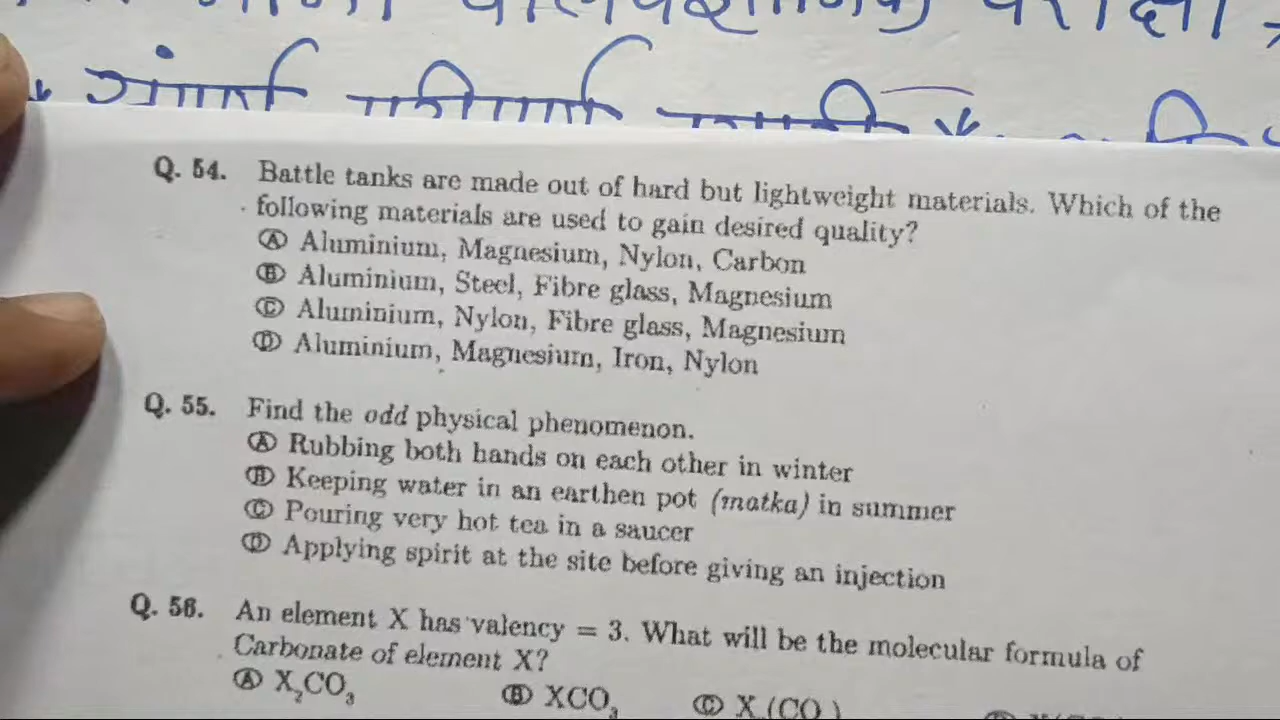 Q. 54. Battle tanks are made out of hard but lightweight materials. Which of the
following materials are used to gain desired quality?
Ⓐ Aluminium, Magnesium, Nylon, Carbon
Ⓑ Aluminium, Steel, Fibre glass, Magnesium
Ⓒ Aluminium, Nylon, Fibre glass, Magnesium
Ⓓ Aluminium, Magnesium, Iron, Nylon
Q. 55. Find the odd physical phenomenon.
Ⓐ Rubbing both hands on each other in winter
Ⓑ Keeping water in an earthen pot (matka) in summer
Ⓒ Pouring very hot tea in a saucer
Ⓓ Applying spirit at the site before giving an injection
Q. 56. An element X has valency = 3. What will be the molecular formula of
Carbonate of element X?
Ⓐ X₂CO₃ Ⓑ XCO₃ Ⓒ